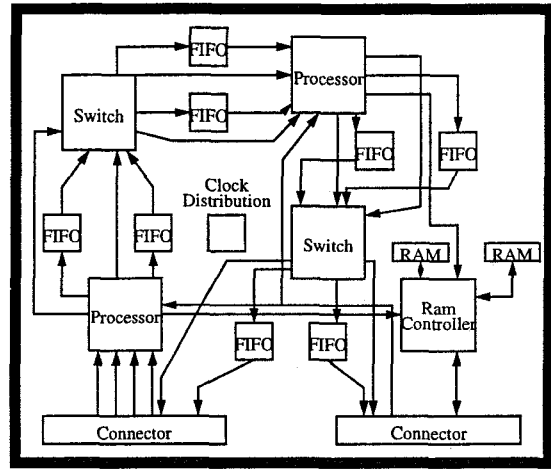 FIFO
Processor
Switch
FIFO
FIFO
FIFO
Clock
Distribution
FIFO
FIFO
Switch
RAM
RAM
Processor
Ram
Controller
FIFO
FIFO
Connector
Connector